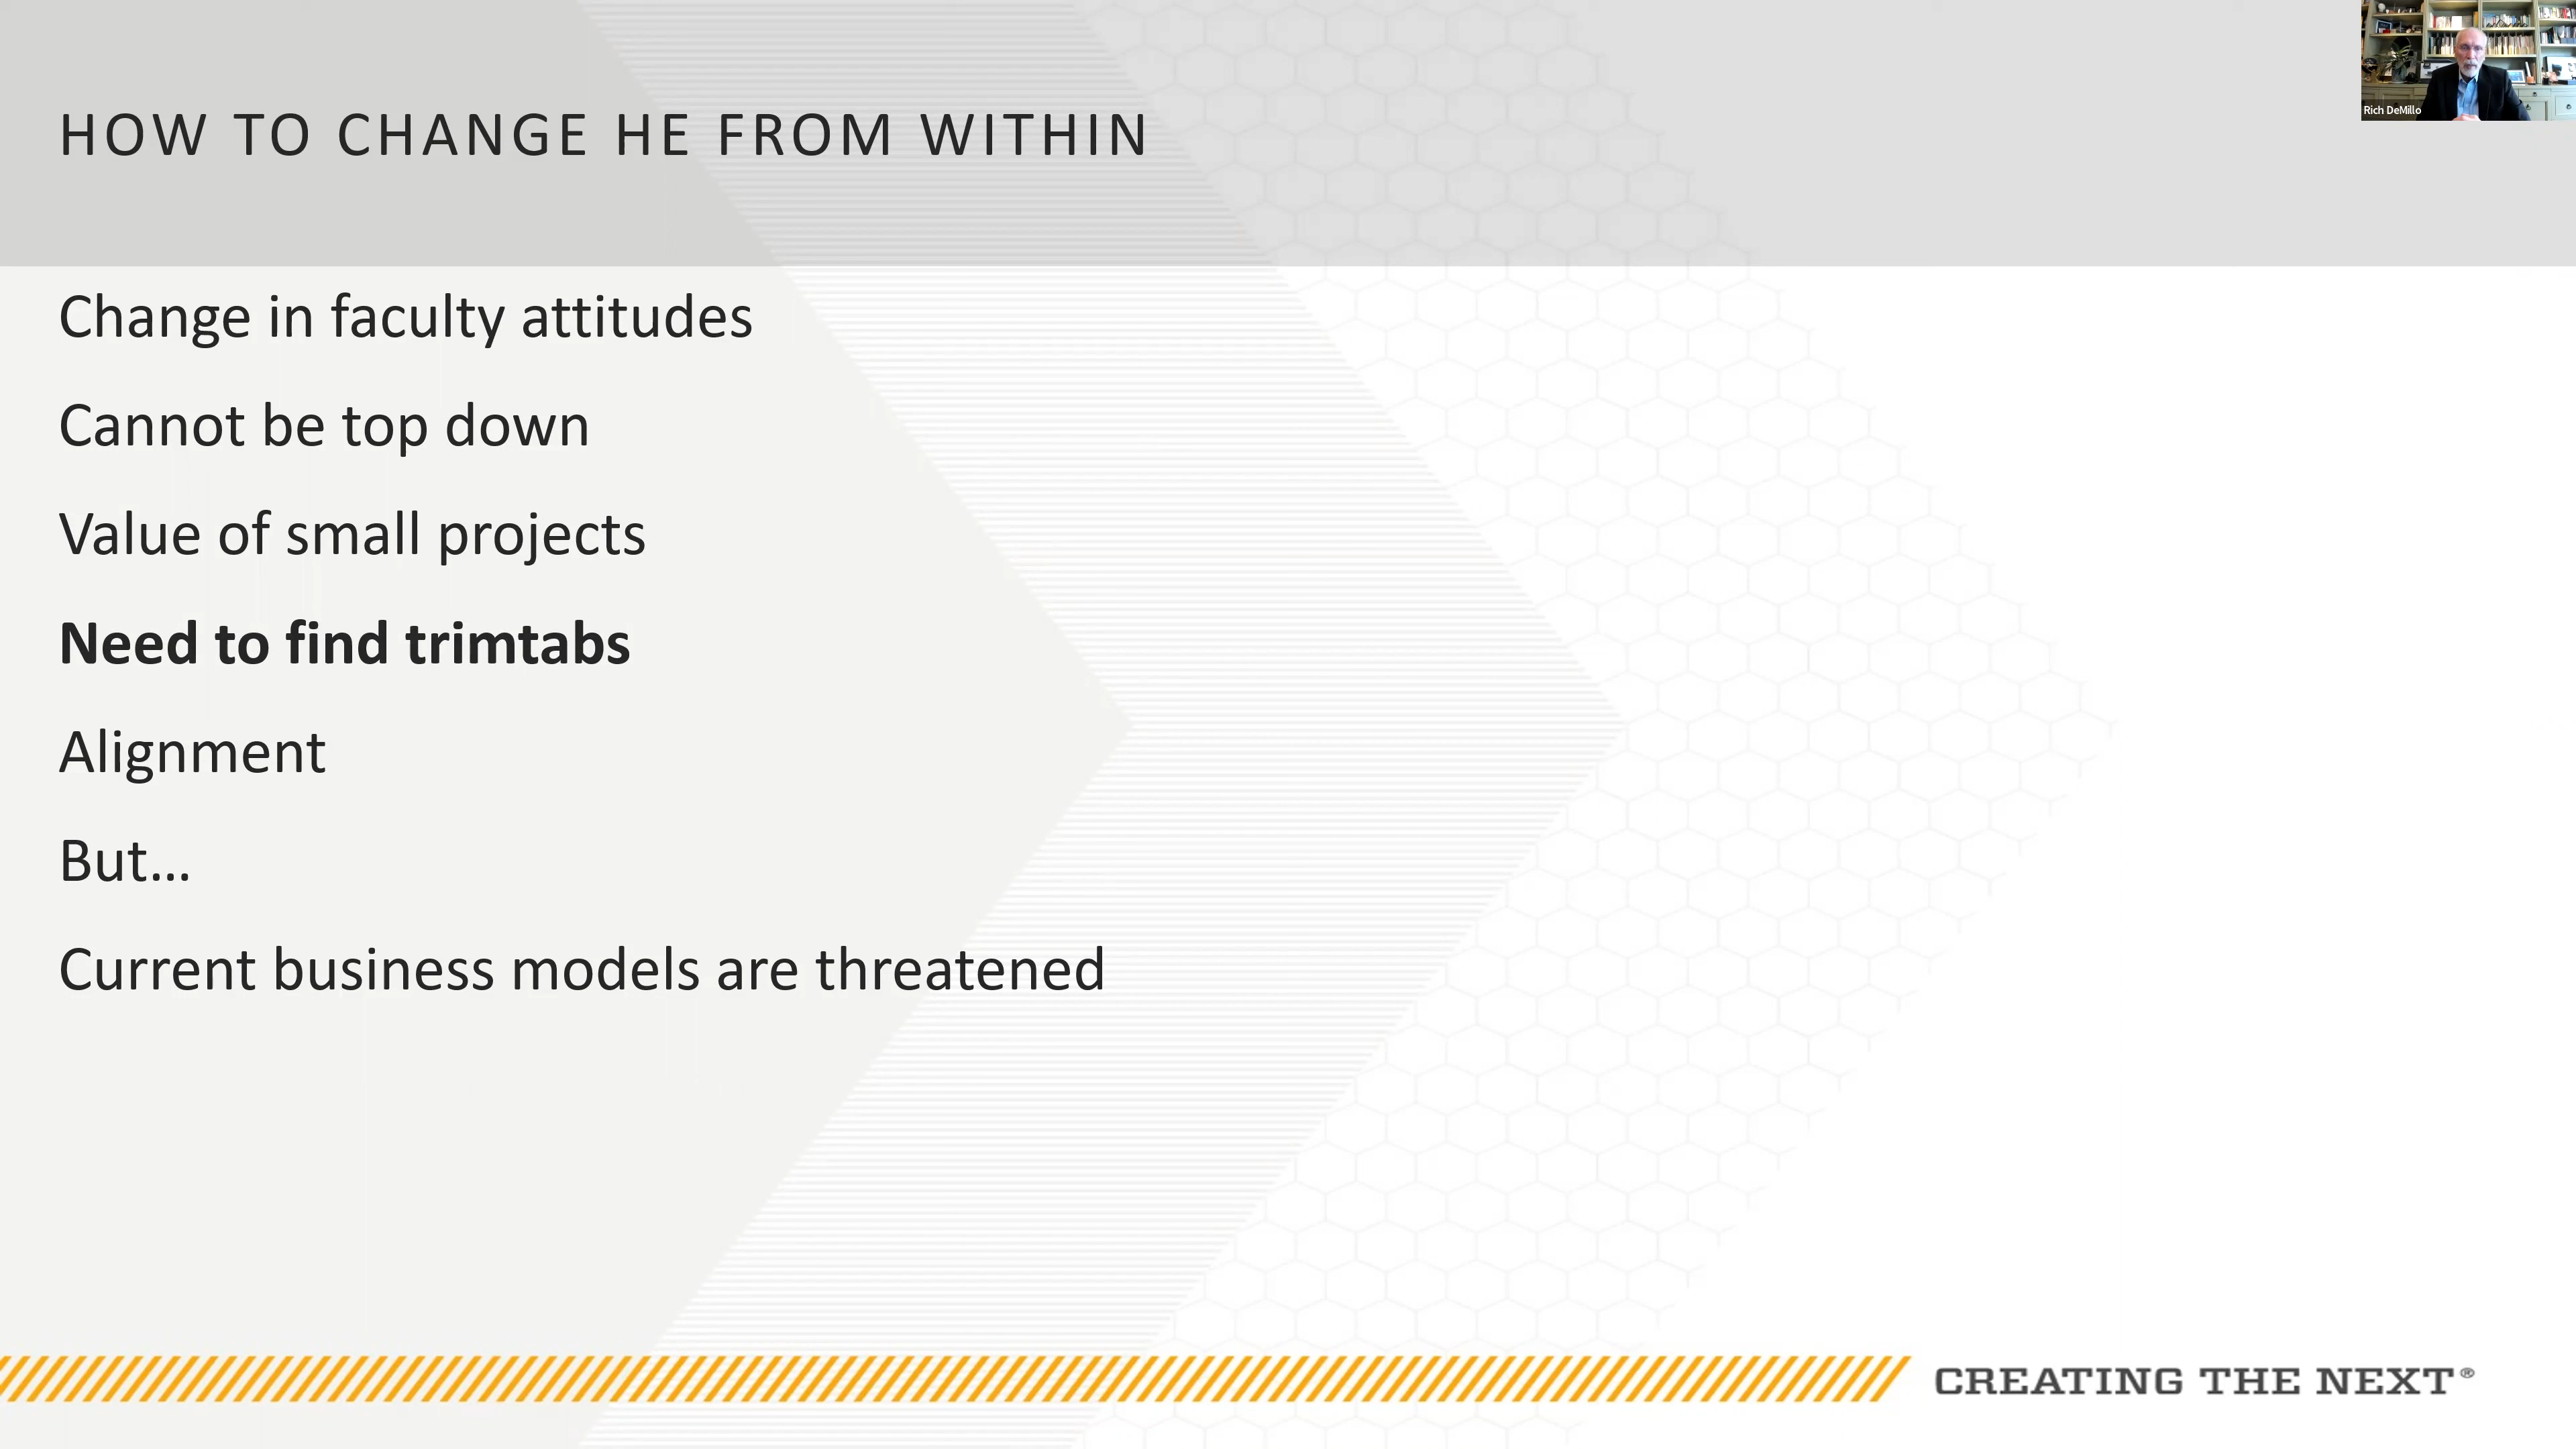 Rich DeMillo
HOW TO CHANGE HE FROM WITHIN
Change in faculty attitudes
Cannot be top down
Value of small projects
Need to find trimtabs
Alignment
But...
Current business models are threatened
CREATING THE NEXT®